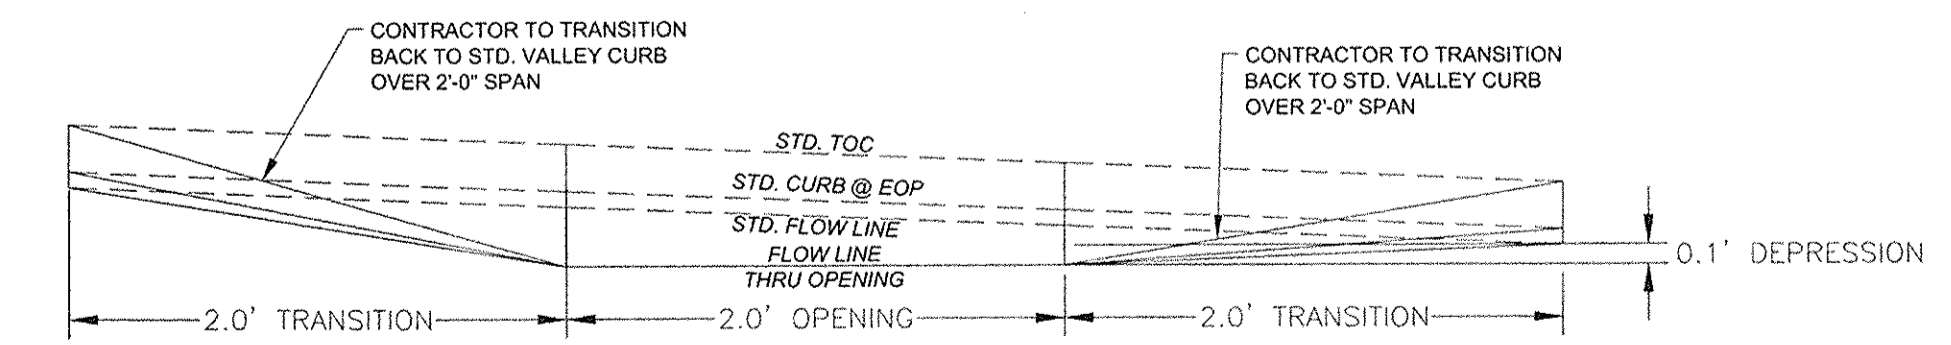 CONTRACTOR TO TRANSITION
BACK TO STD. VALLEY CURB
OVER 2'-0" SPAN
CONTRACTOR TO TRANSITION
BACK TO STD. VALLEY CURB
OVER 2'-0" SPAN
STD. TOC
STD. CURB @ EOP
STD. FLOW LINE
FLOW LINE
THRU OPENING
0.1' DEPRESSION
2.0' TRANSITION
2.0' OPENING
2.0' TRANSITION